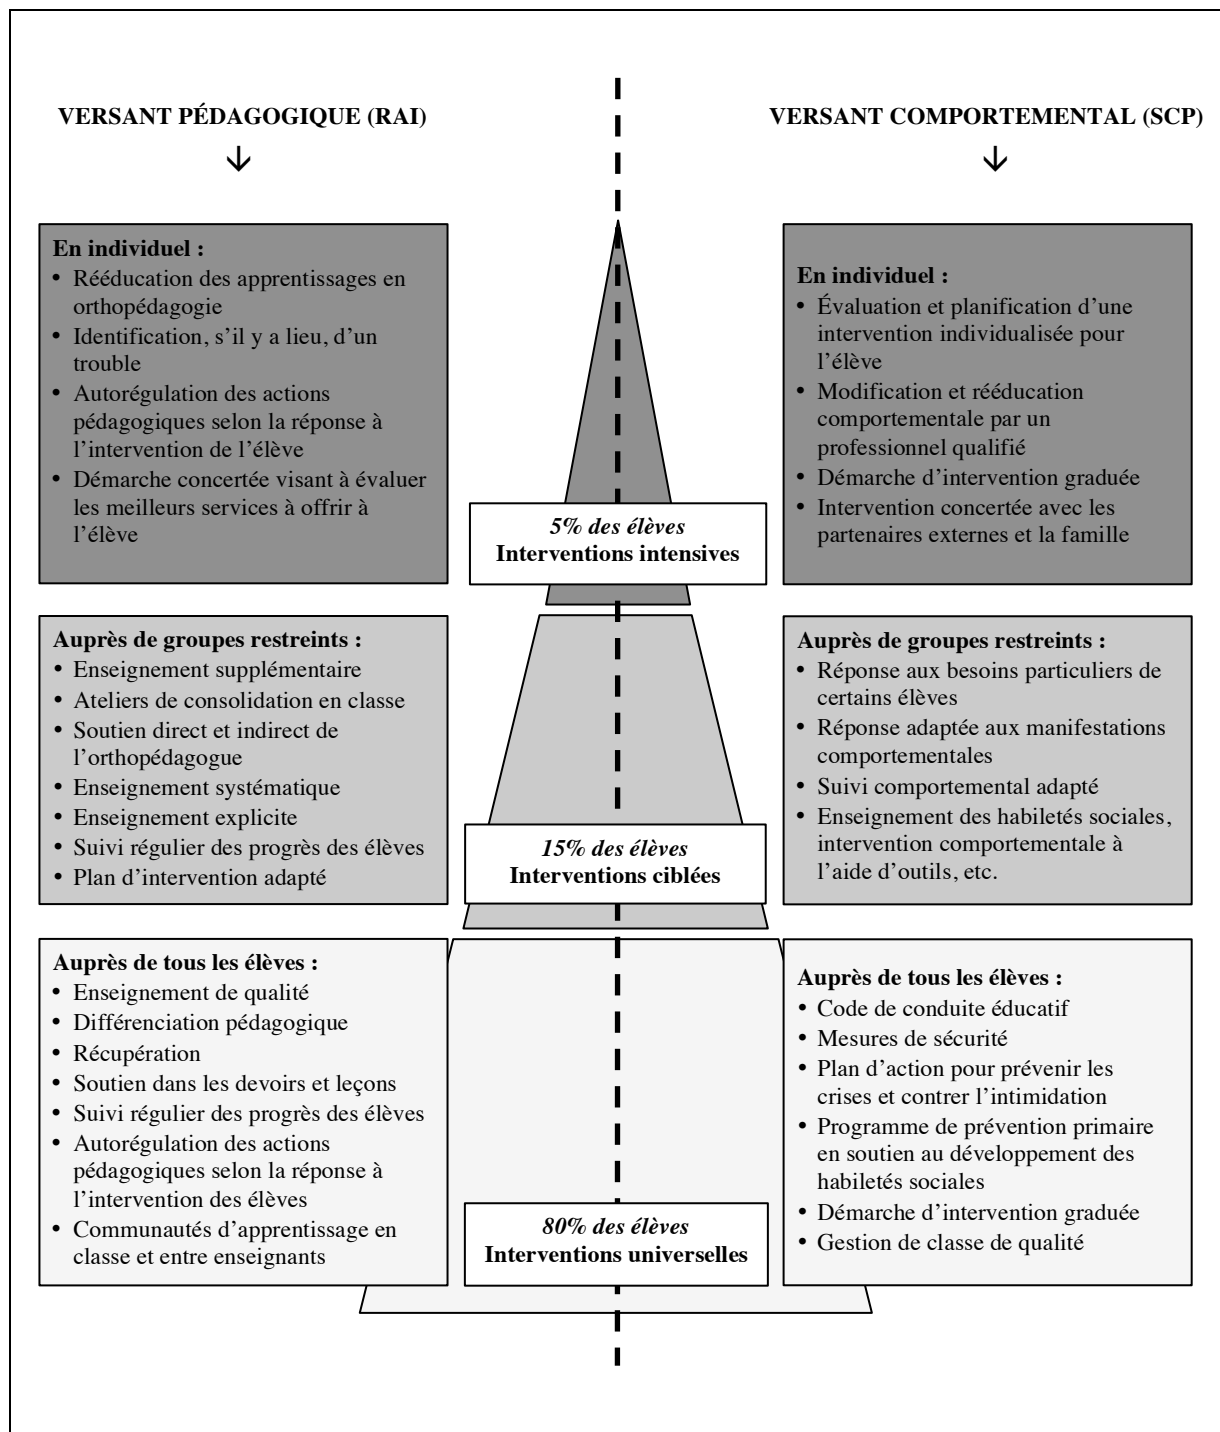 VERSANT PÉDAGOGIQUE (RAI)
VERSANT COMPORTEMENTAL (SCP)
En individuel :
• Rééducation des apprentissages en
orthopédagogie
• Identification, s’il y a lieu, d’un
trouble
• Autorégulation des actions
pédagogiques selon la réponse à
l’intervention de l’élève
• Démarche concertée visant à évaluer
les meilleurs services à offrir à
l’élève
En individuel :
• Évaluation et planification d’une
intervention individualisée pour
l’élève
• Modification et rééducation
comportementale par un
professionnel qualifié
• Démarche d’intervention graduée
• Intervention concertée avec les
partenaires externes et la famille
5% des élèves
Interventions intensives
Auprès de groupes restreints :
• Enseignement supplémentaire
• Ateliers de consolidation en classe
• Soutien direct et indirect de
l’orthopédagogue
• Enseignement systématique
• Enseignement explicite
• Suivi régulier des progrès des élèves
• Plan d’intervention adapté
Auprès de groupes restreints :
• Réponse aux besoins particuliers de
certains élèves
• Réponse adaptée aux manifestations
comportementales
• Suivi comportemental adapté
• Enseignement des habiletés sociales,
intervention comportementale à
l’aide d’outils, etc.
15% des élèves
Interventions ciblées
Auprès de tous les élèves :
• Enseignement de qualité
• Différenciation pédagogique
• Récupération
• Soutien dans les devoirs et leçons
• Suivi régulier des progrès des élèves
• Autorégulation des actions
pédagogiques selon la réponse à
l’intervention des élèves
• Communautés d’apprentissage en
classe et entre enseignants
Auprès de tous les élèves :
• Code de conduite éducatif
• Mesures de sécurité
• Plan d’action pour prévenir les
crises et contrer l’intimidation
• Programme de prévention primaire
en soutien au développement des
habiletés sociales
• Démarche d’intervention graduée
• Gestion de classe de qualité
80% des élèves
Interventions universelles